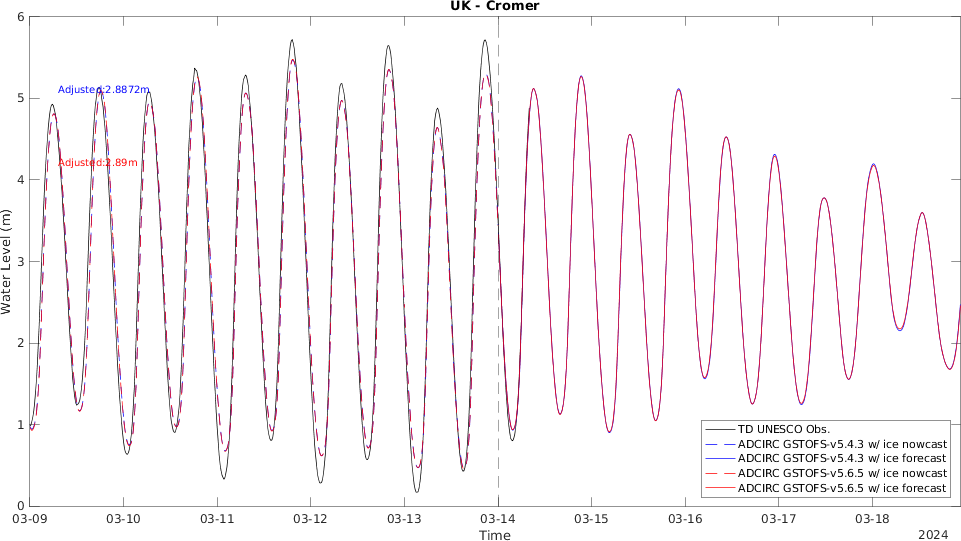 UK - Cromer
6
5
4
3
2
1
0
Water Level (m)
Adjusted:2.8872m
Adjusted:2.89m
TD UNESCO Obs.
ADCIRC GSTOFS-v5.4.3 w/ ice nowcast
ADCIRC GSTOFS-v5.4.3 w/ ice forecast
ADCIRC GSTOFS-v5.6.5 w/ ice nowcast
ADCIRC GSTOFS-v5.6.5 w/ ice forecast
03-09 03-10 03-11 03-12 03-13 03-14 03-15 03-16 03-17 03-18
Time
2024